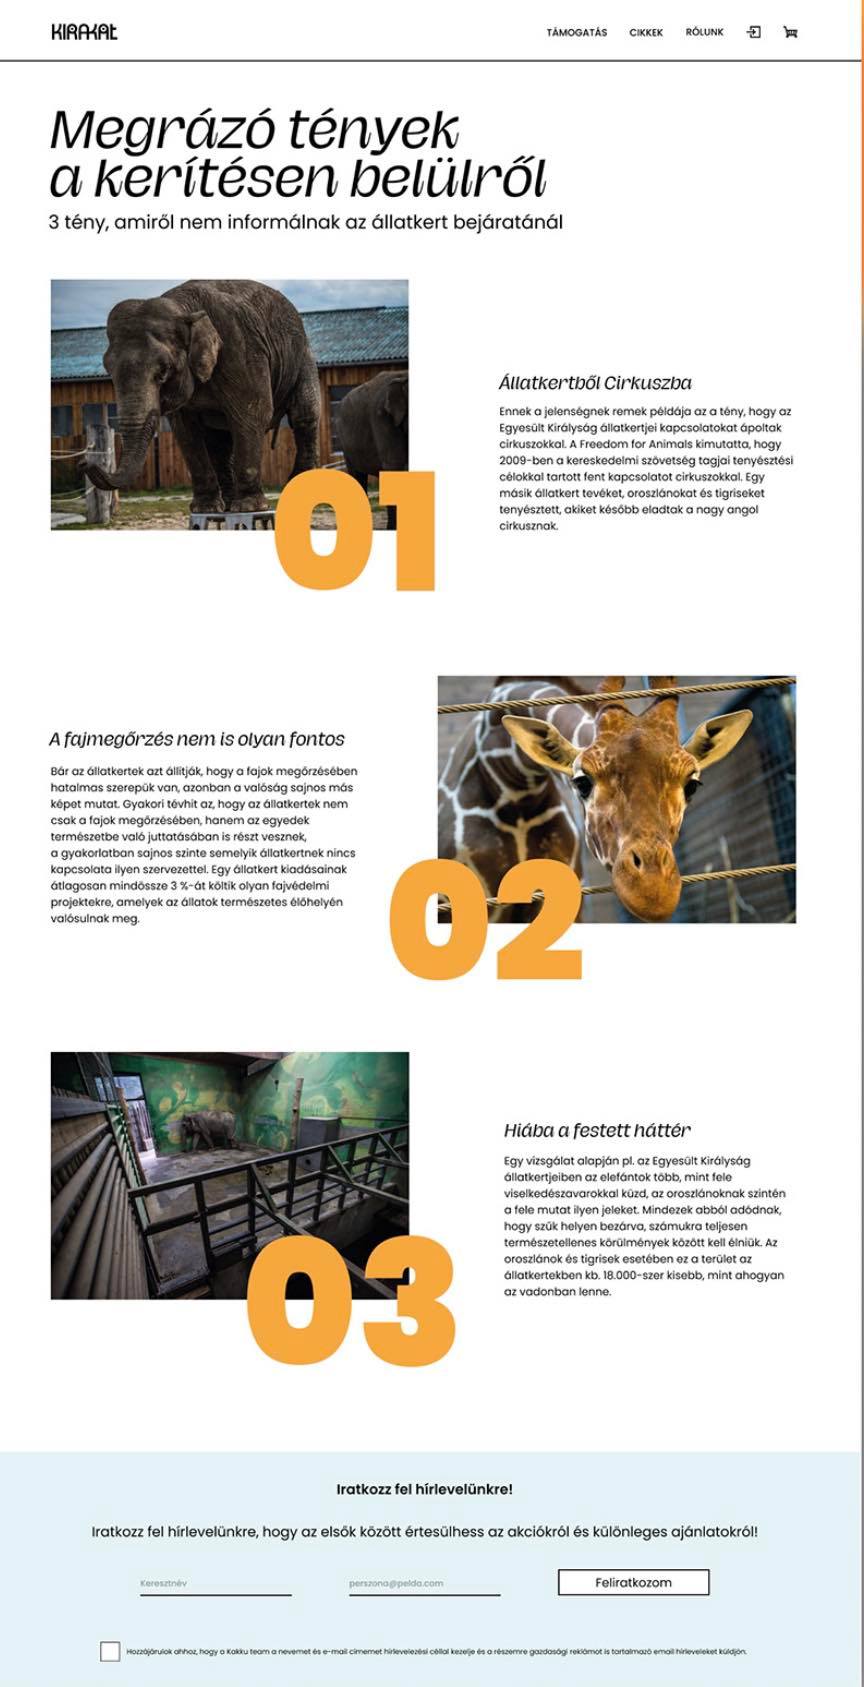 KIRAKAt
TÁMOGATÁS CIKKEK RÓLUNK
Megrázó tények
a kerítésen belülről
3 tény, amiről nem informálnak az állatkert bejáratánál
Állatkertből Cirkuszba
Ennek a jelenségnek remek példája az a tény, hogy az
Egyesült Királyság állatkertjei kapcsolatokat ápoltak
cirkuszokkal. A Freedom for Animals kimutatta, hogy
2009-ben a kereskedelmi szövetség tagjai tenyésztési
célokkal tartott fent kapcsolatot cirkuszokkal. Egy
másik állatkert tevéket, oroszlánokat és tigriseket
tenyésztett, akiket később eladtak a nagy angol
cirkusznak.
01
A fajmegőrzés nem is olyan fontos
Bár az állatkertek azt állítják, hogy a fajok megőrzésében
hatalmas szerepük van, azonban a valóság sajnos más
képet mutat. Gyakori tévhit az, hogy az állatkertek nem
csak a fajok megőrzésében, hanem az egyedek
természetbe való juttatásában is részt vesznek,
a gyakorlatban sajnos szinte semelyik állatkertnek nincs
kapcsolata ilyen szervezettel. Egy állatkert kiadásainak
átlagosan mindössze 3 %-át költik olyan fajvédelmi
projektekre, amelyek az állatok természetes élőhelyén
valósulnak meg.
02
Hiába a festett háttér
Egy vizsgálat alapján pl. az Egyesült Királyság
állatkertjeiben az elefántok több, mint fele
viselkedészavarokkal küzd, az oroszlánoknak szintén
a fele mutat ilyen jeleket. Mindezek abból adódnak,
hogy szűk helyen bezárva, számukra teljesen
természetellenes körülmények között kell élniük. Az
oroszlánok és tigrisek esetében ez a terület az
állatkertekben kb. 18.000-szer kisebb, mint ahogyan
az vadonban lenne.
03
Iratkozz fel hírlevelünkre!
Iratkozz fel hírlevelünkre, hogy az elsők között értesülhess az akciókról és különleges ajánlatokról!
Keresztnév perszona@pelda.com Feliratkozom
Hozzájárulok ahhoz, hogy a Kakku team a nevemet és e-mail címemet hírlevelezési céllal kezelje és a részemre gazdasági reklámot is tartalmazó email hírleveleket küldjön.